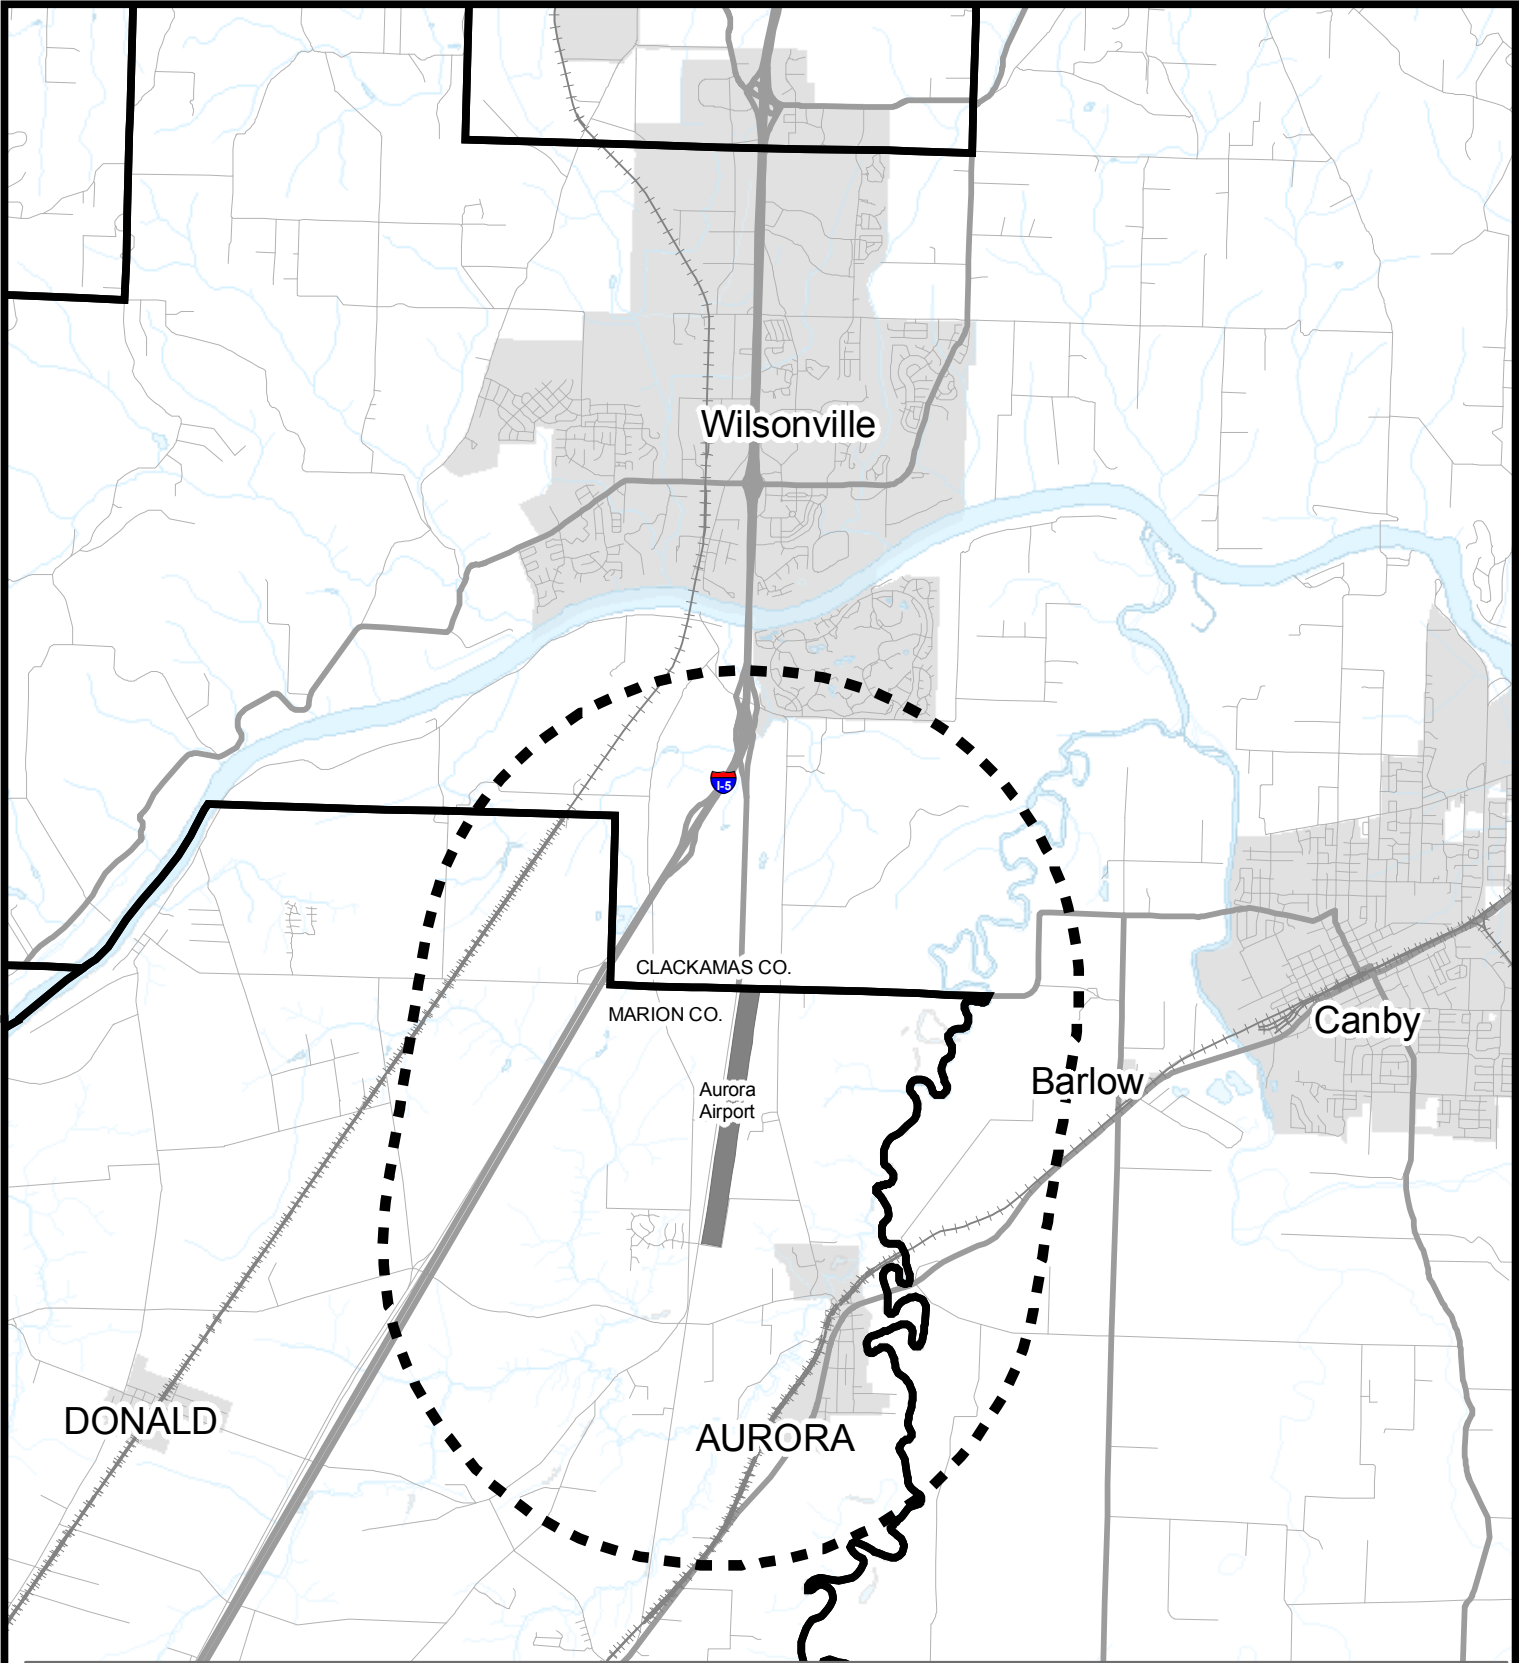 Wilsonville
I-5
CLACKAMAS CO.
MARION CO.
Canby
Barlow
Aurora
Airport
DONALD
AURORA